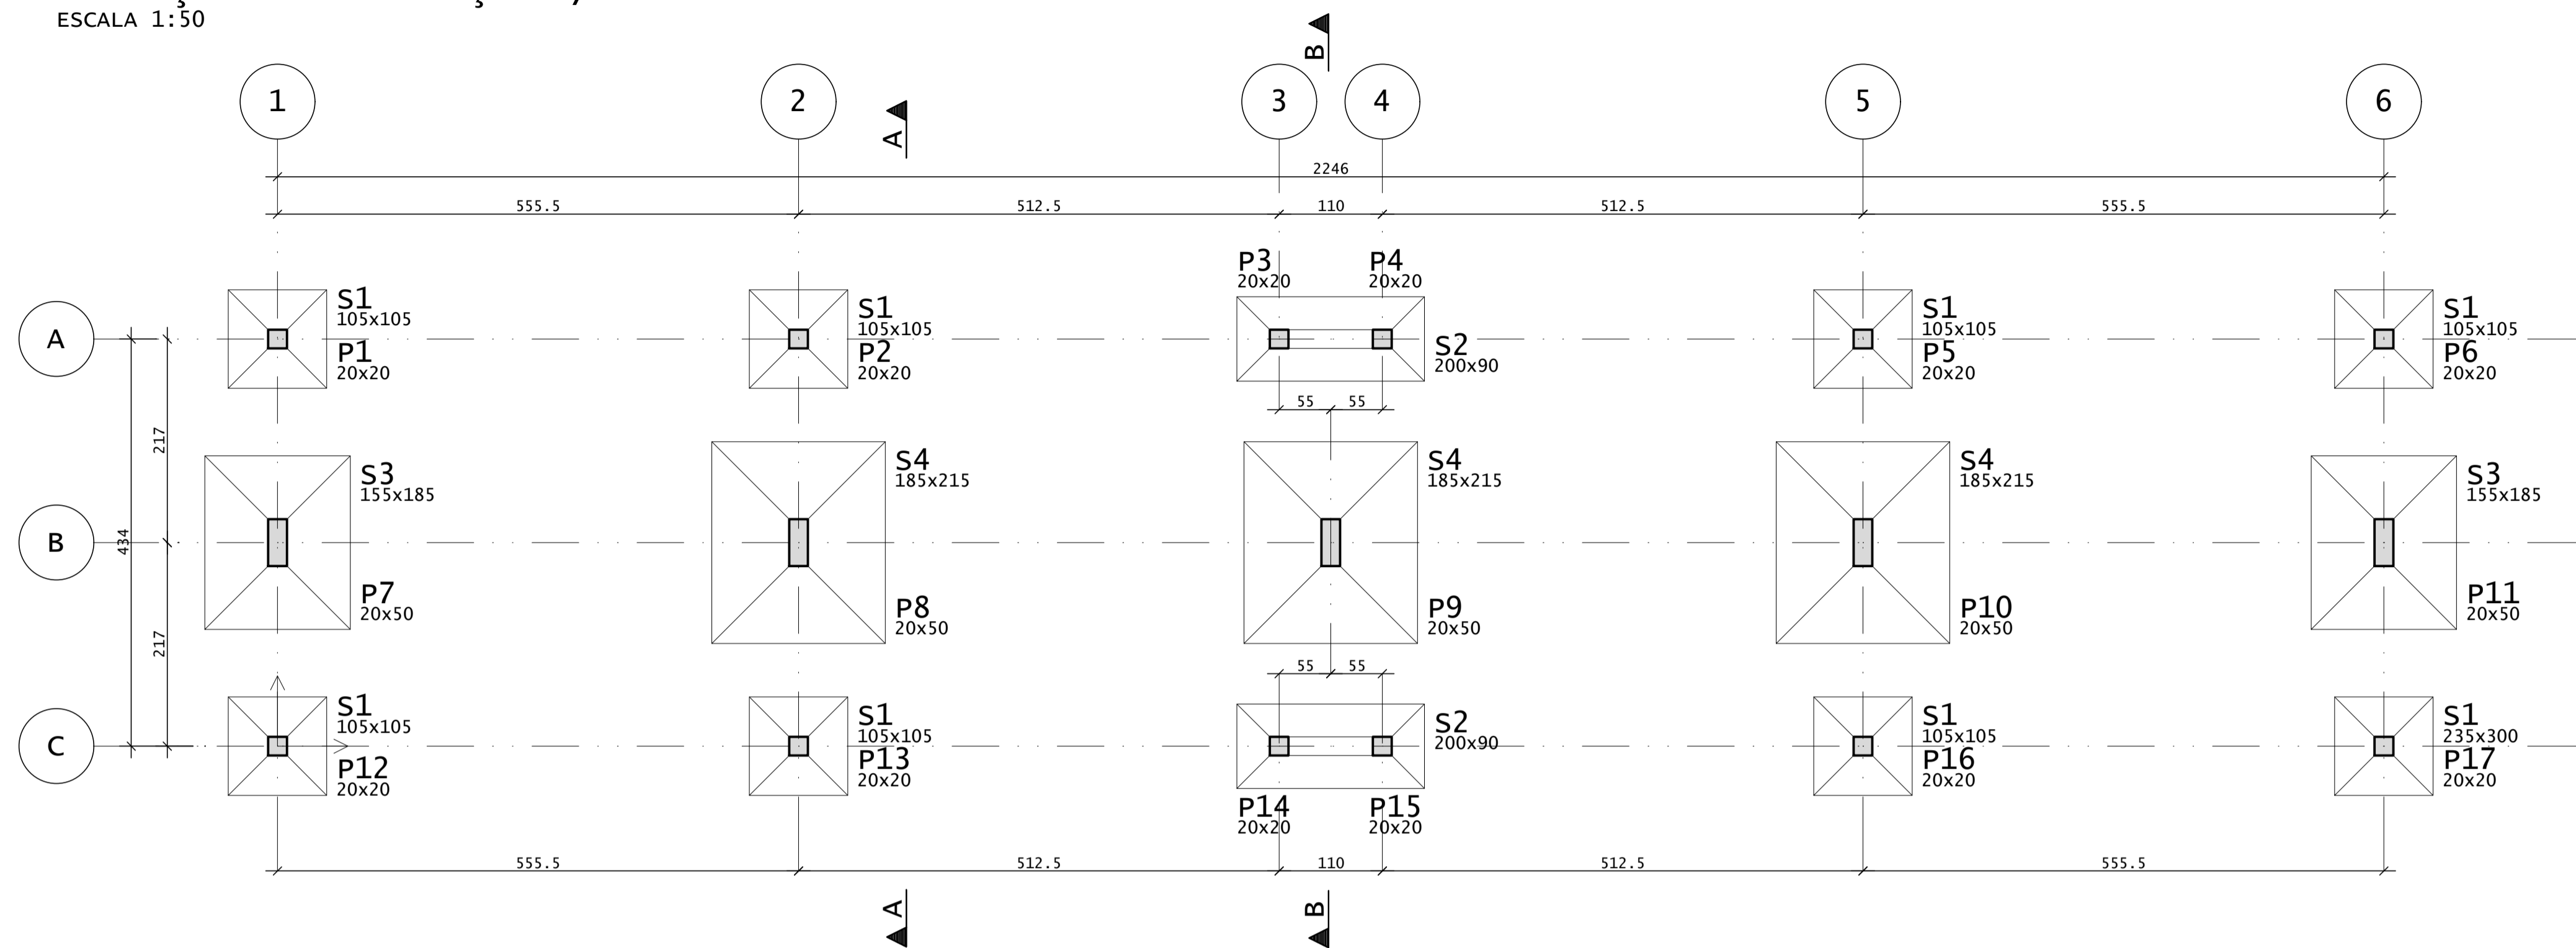 ESCALA 1:50
B
1
2
3
4
5
6
A
2246
555.5
512.5
110
512.5
555.5
P3
20x20
P4
20x20
A
S1
105x105
P1
20x20
S1
105x105
P2
20x20
S2
200x90
S1
105x105
P5
20x20
S1
105x105
P6
20x20
55
55
217
434
217
B
S3
155x185
P7
20x50
S4
185x215
P8
20x50
S4
185x215
P9
20x50
S4
185x215
P10
20x50
S3
155x185
P11
20x50
55
55
C
S1
105x105
P12
20x20
S1
105x105
P13
20x20
S2
200x90
S1
105x105
P16
20x20
S1
235x300
P17
20x20
P14
20x20
P15
20x20
555.5
512.5
110
512.5
555.5
A
B